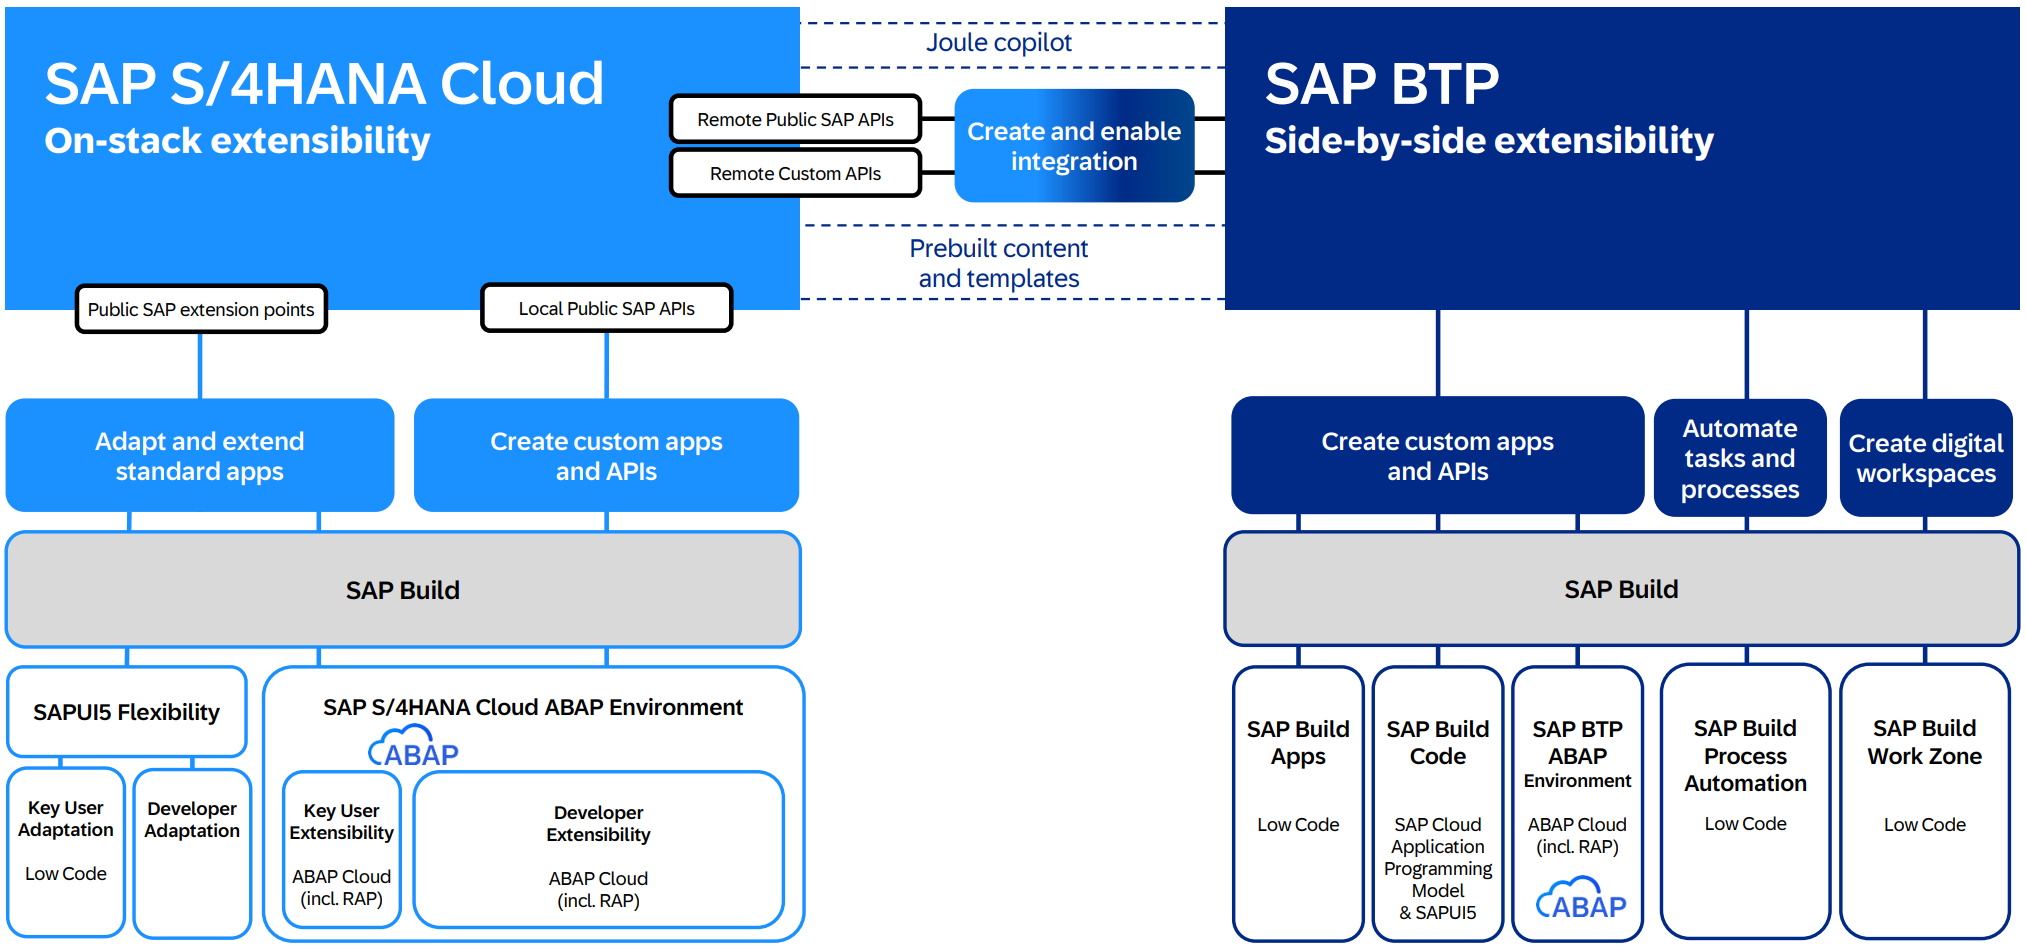 SAP S/4HANA Cloud
On-stack extensibility
Joule copilot
Remote Public SAP APIs
Remote Custom APIs
Create and enable
integration
Prebuilt content
and templates
SAP BTP
Side-by-side extensibility
Public SAP extension points
Local Public SAP APIs
Adapt and extend
standard apps
Create custom apps
and APIs
Create custom apps
and APIs
Automate
tasks and
processes
Create digital
workspaces
SAP Build
SAP Build
SAPUI5 Flexibility
Key User
Adaptation
Low Code
Developer
Adaptation
SAP S/4HANA Cloud ABAP Environment
ABAP
Key User
Extensibility
ABAP Cloud
(incl. RAP)
Developer
Extensibility
ABAP Cloud
(incl. RAP)
SAP Build
Apps
Low Code
SAP Build
Code
SAP Cloud
Application
Programming
Model
& SAPUI5
SAP BTP
ABAP
Environment
ABAP Cloud
(incl. RAP)
ABAP
SAP Build
Process
Automation
Low Code
SAP Build
Work Zone
Low Code